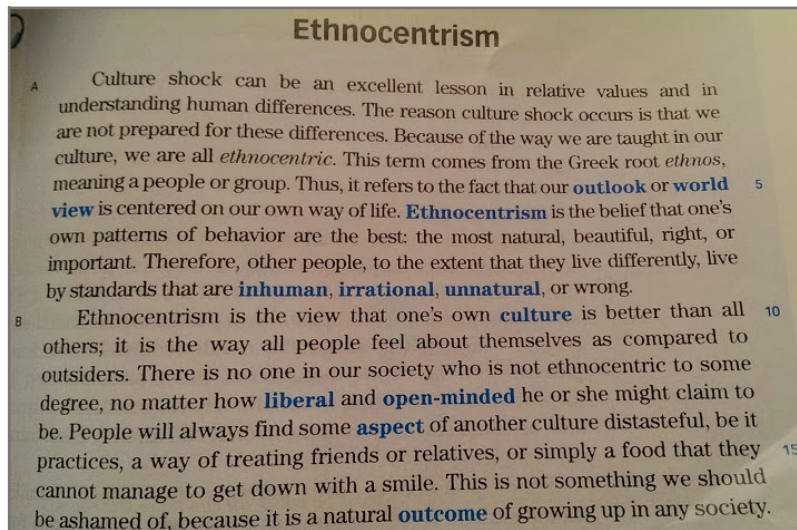 Ethnocentrism
A Culture shock can be an excellent lesson in relative values and in
understanding human differences. The reason culture shock occurs is that we
are not prepared for these differences. Because of the way we are taught in our
culture, we are all ethnocentric. This term comes from the Greek root ethnos,
meaning a people or group. Thus, it refers to the fact that our outlook or world 5
view is centered on our own way of life. Ethnocentrism is the belief that one's
own patterns of behavior are the best: the most natural, beautiful, right, or
important. Therefore, other people, to the extent that they live differently, live
by standards that are inhuman, irrational, unnatural, or wrong.
B Ethnocentrism is the view that one's own culture is better than all 10
others; it is the way all people feel about themselves as compared to
outsiders. There is no one in our society who is not ethnocentric to some
degree, no matter how liberal and open-minded he or she might claim to
be. People will always find some aspect of another culture distasteful, be it
practices, a way of treating friends or relatives, or simply a food that they 15
cannot manage to get down with a smile. This is not something we should
be ashamed of, because it is a natural outcome of growing up in any society.